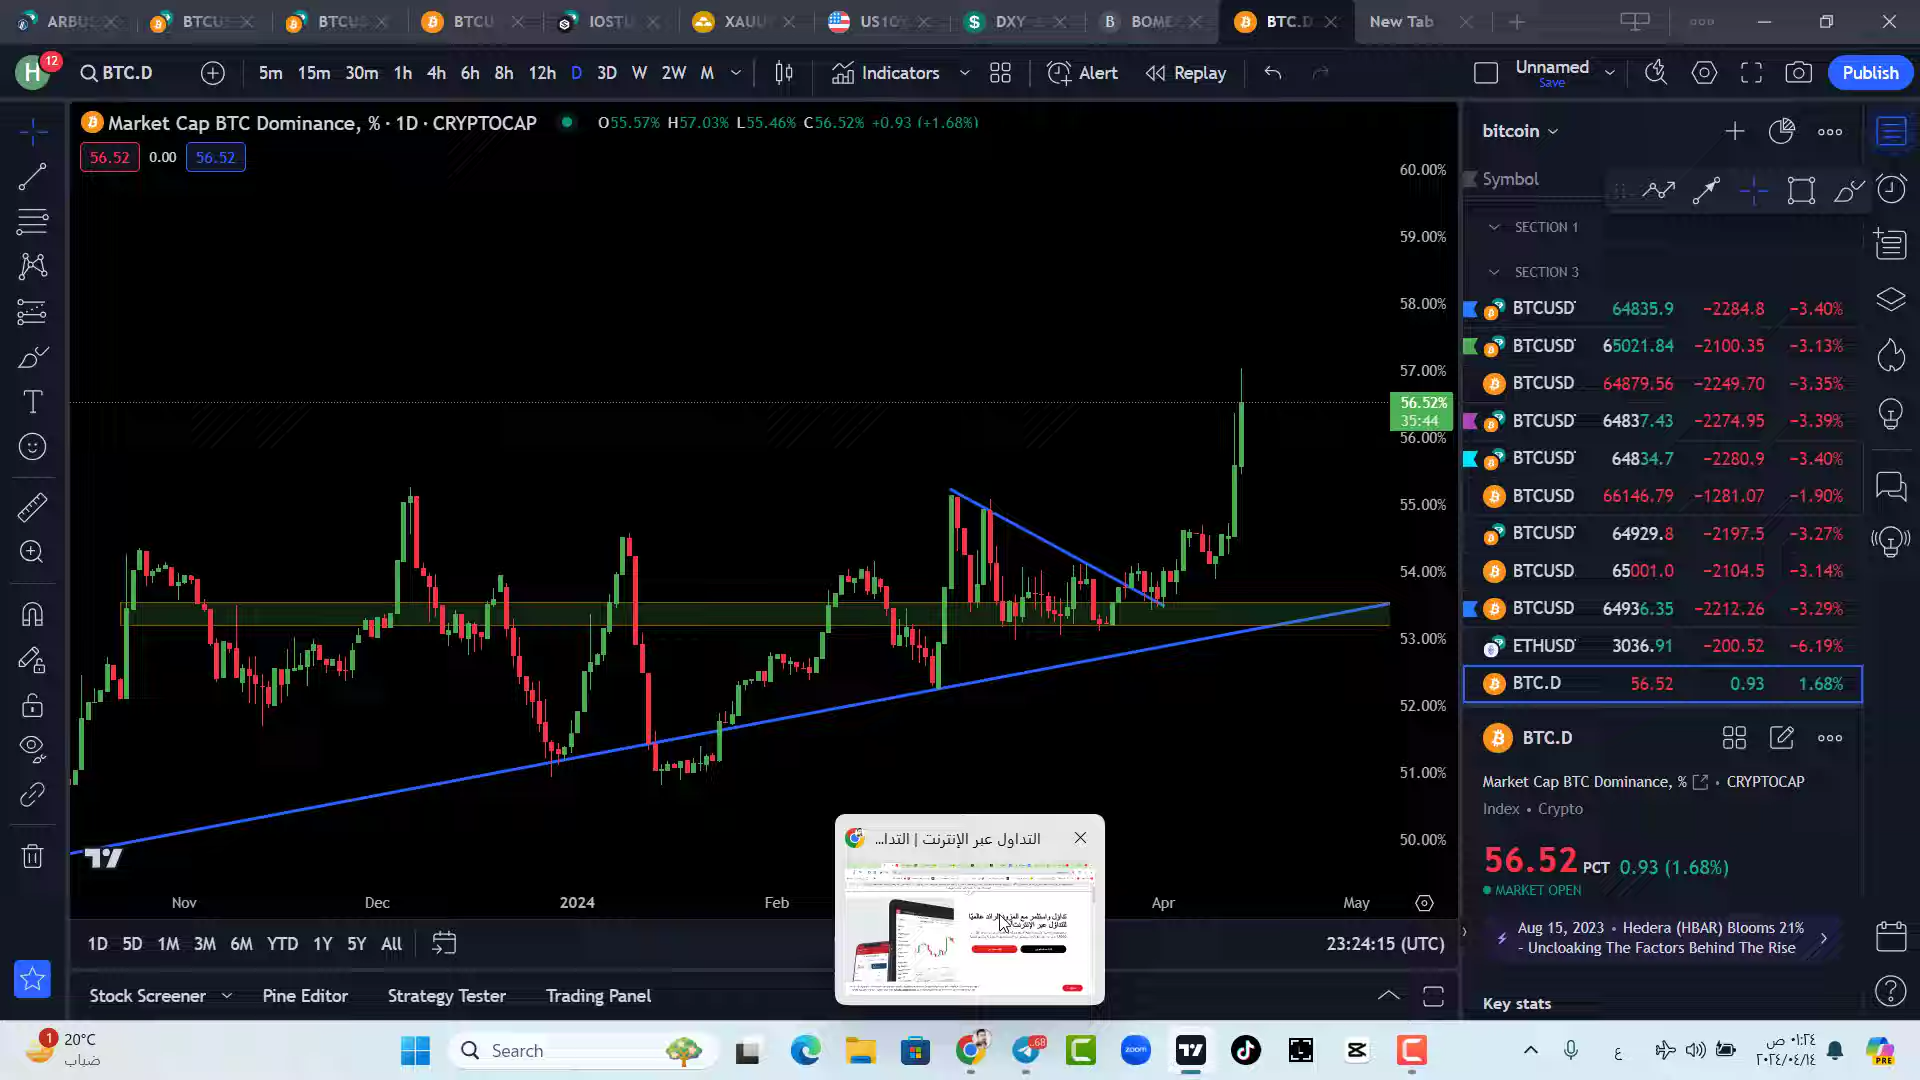 ARBUS
BTCUS
BTCUS
BTCU
IOSTU
XAUU
US10Y
DXY
BOME
BTC.D
New Tab
H
12
BTC.D
5m 15m 30m 1h 4h 6h 8h 12h D 3D W 2W M
Indicators
Alert
Replay
Unnamed
Save
Publish
Market Cap BTC Dominance, % · 1D · CRYPTOCAP
O55.57% H57.03% L55.46% C56.52% +0.93 (+1.68%)
56.52 0.00 56.52
60.00%
59.00%
58.00%
57.00%
56.52%
35:44
56.00%
55.00%
54.00%
53.00%
52.00%
51.00%
50.00%
Nov Dec 2024 Feb Apr May
1D 5D 1M 3M 6M YTD 1Y 5Y All
23:24:15 (UTC)
Stock Screener Pine Editor Strategy Tester Trading Panel
bitcoin
Symbol
SECTION 1
SECTION 3
BTCUSD 64835.9 −2284.8 −3.40%
BTCUSD 65021.84 −2100.35 −3.13%
BTCUSD 64879.56 −2249.70 −3.35%
BTCUSD 64837.43 −2274.95 −3.39%
BTCUSD 64834.7 −2280.9 −3.40%
BTCUSD 66146.79 −1281.07 −1.90%
BTCUSD 64929.8 −2197.5 −3.27%
BTCUSD 65001.0 −2104.5 −3.14%
BTCUSD 64936.35 −2212.26 −3.29%
ETHUSD 3036.91 −200.52 −6.19%
BTC.D 56.52 0.93 1.68%
BTC.D
Market Cap BTC Dominance, % • CRYPTOCAP
Index • Crypto
56.52 PCT 0.93 (1.68%)
MARKET OPEN
Aug 15, 2023 • Hedera (HBAR) Blooms 21%
- Uncloaking The Factors Behind The Rise
Key stats
التداول عبر الإنترنت | التدا...
1
20°C
ضباب
Search
68
zoom
ع
٠١:٢٤ ص
٢٠٢٤/٠٤/١٤
PRE